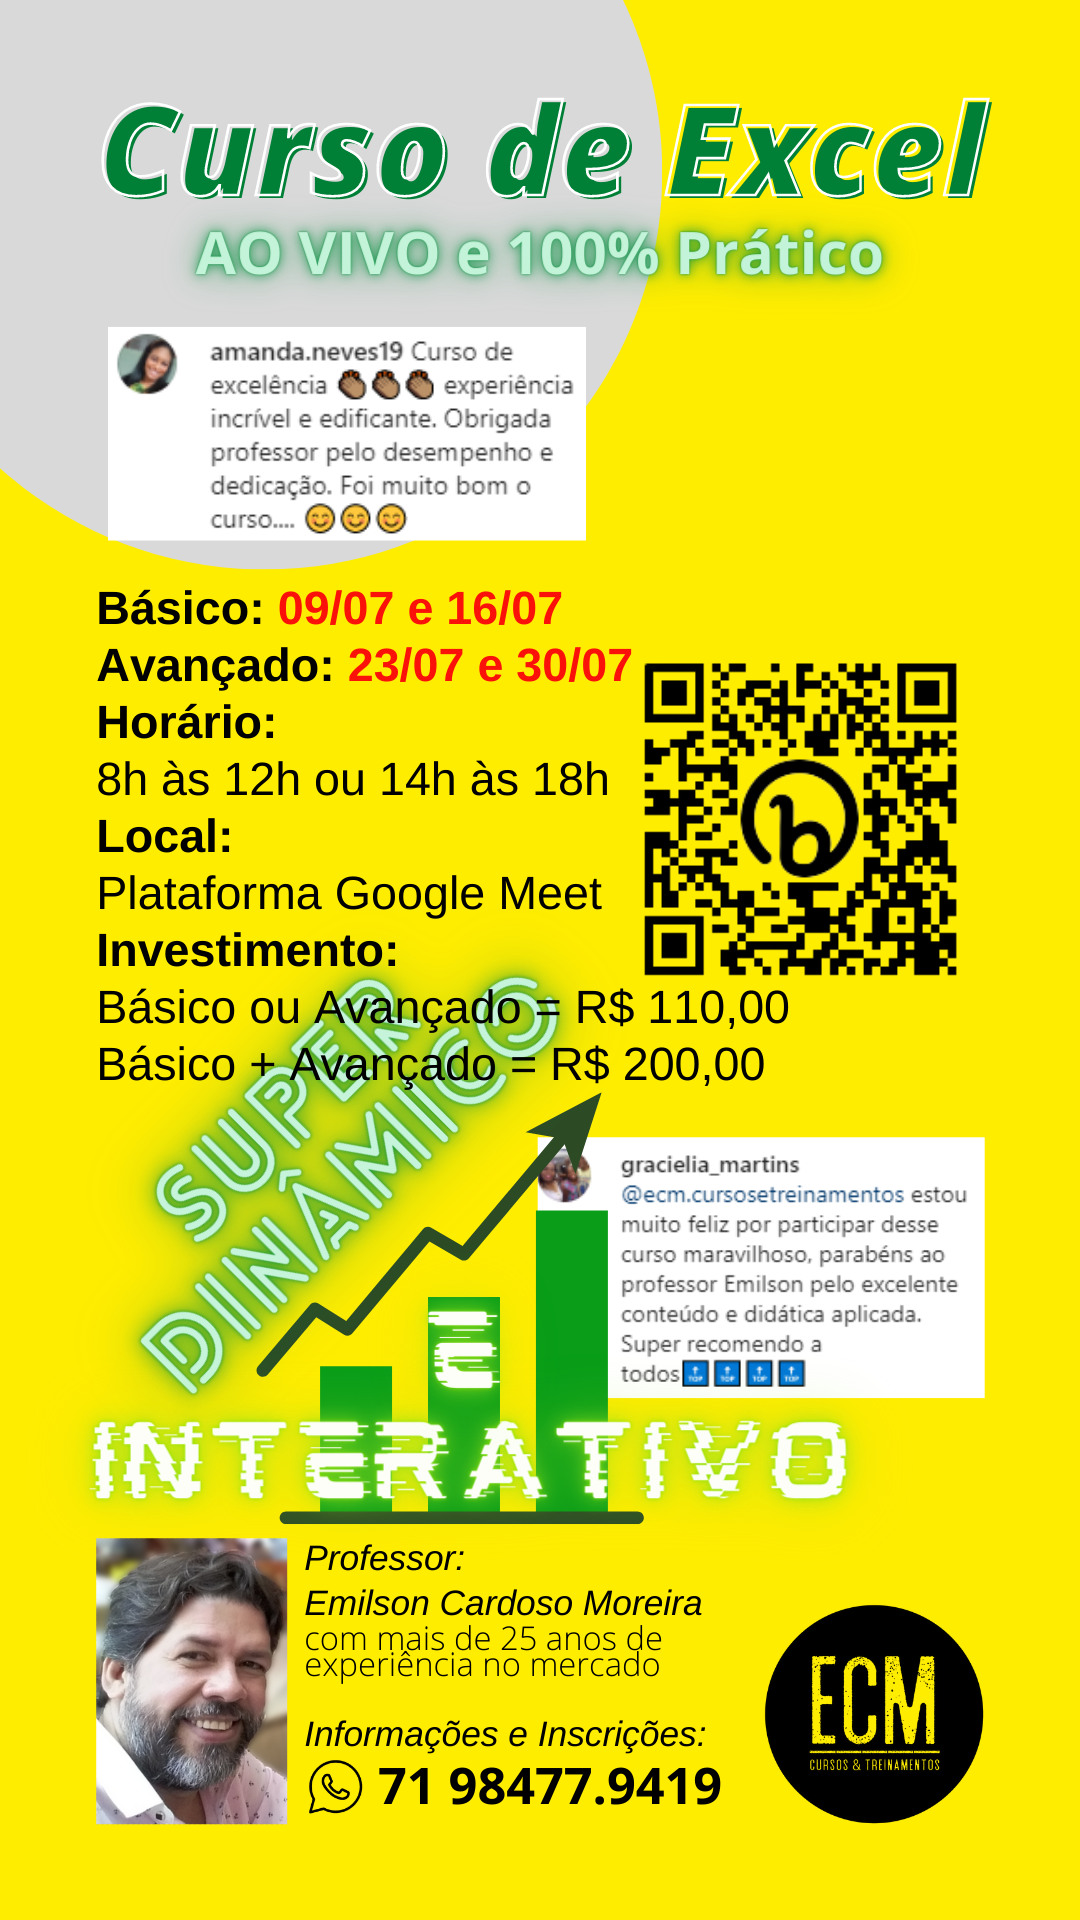 Curso de Excel
AO VIVO e 100% Prático
amanda.neves19 Curso de
excelência 👏🏽👏🏽👏🏽 experiência
incrível e edificante. Obrigada
professor pelo desempenho e
dedicação. Foi muito bom o
curso.... 😊😊😊
Básico: 09/07 e 16/07
Avançado: 23/07 e 30/07
Horário:
8h às 12h ou 14h às 18h
Local:
Plataforma Google Meet
Investimento:
Básico ou Avançado = R$ 110,00
Básico + Avançado = R$ 200,00
SUPER
DINÂMICO
gracielia_martins
@ecm.cursosetreinamentos estou
muito feliz por participar desse
curso maravilhoso, parabéns ao
professor Emilson pelo excelente
conteúdo e didática aplicada.
Super recomendo a
todos🔝🔝🔝🔝
E
INTERATIVO
Professor:
Emilson Cardoso Moreira
com mais de 25 anos de
experiência no mercado
Informações e Inscrições:
71 98477.9419
ECM
CURSOS & TREINAMENTOS